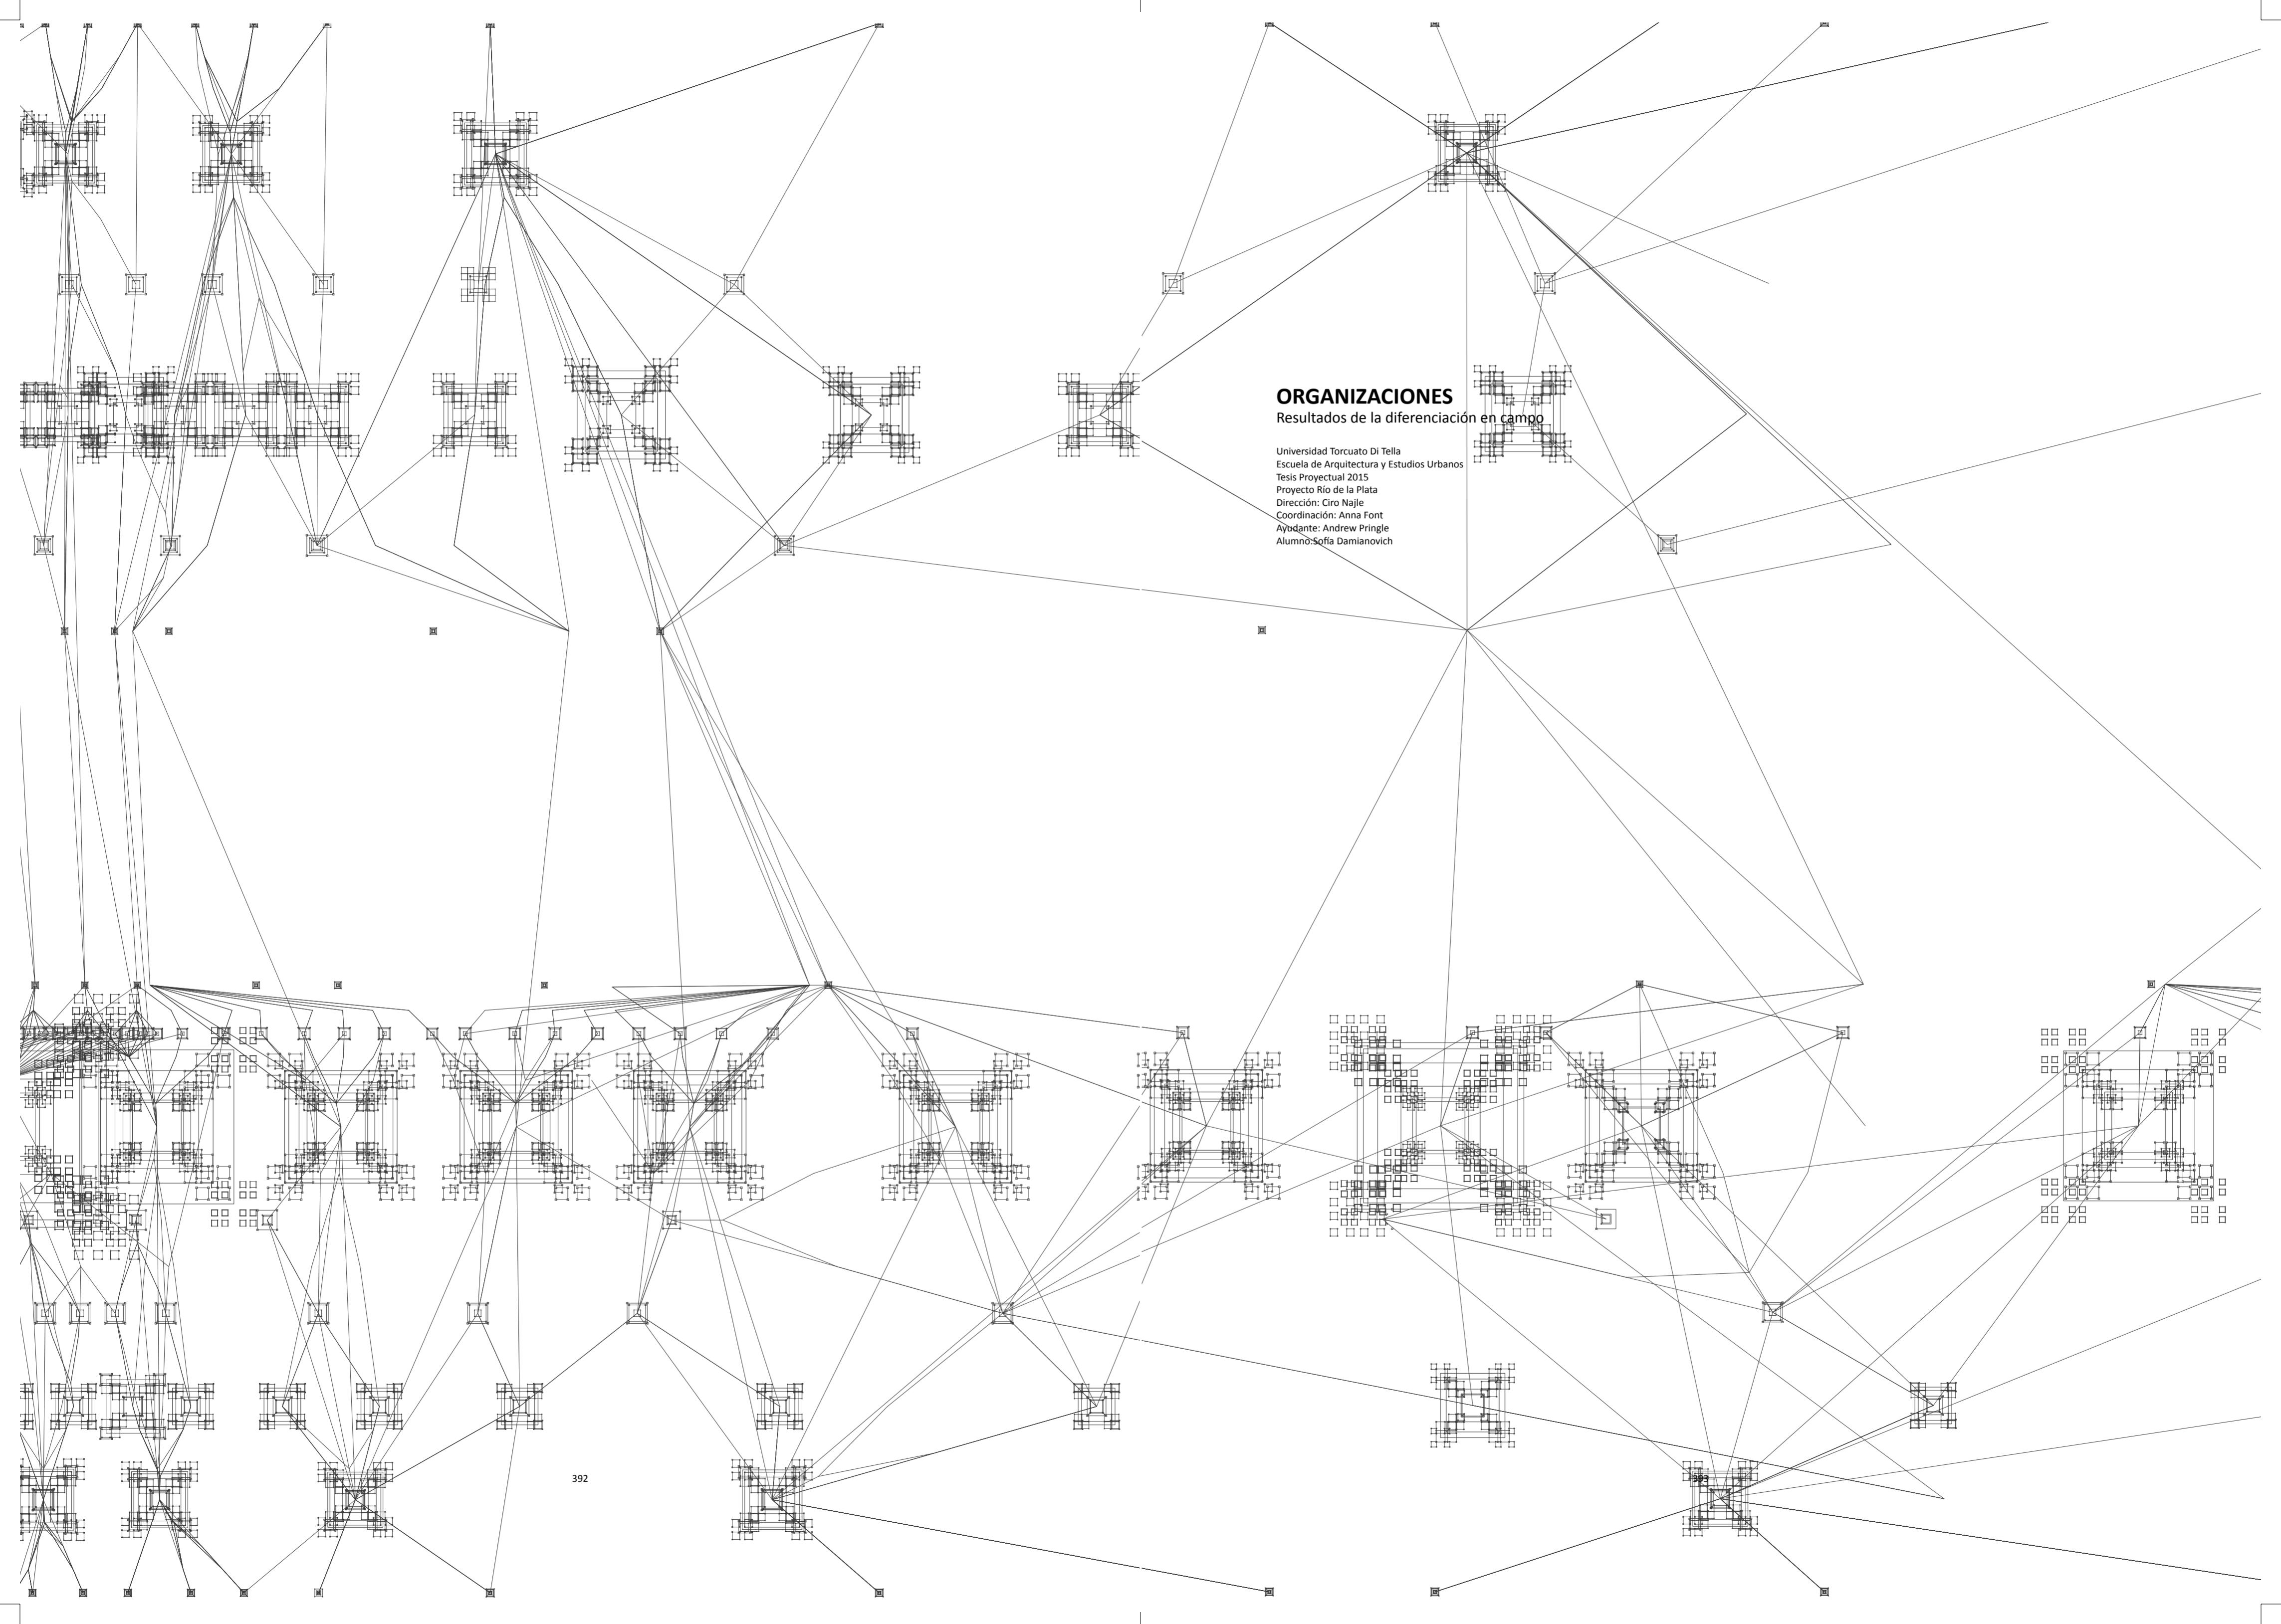 ORGANIZACIONES
Resultados de la diferenciación en campo
Universidad Torcuato Di Tella
Escuela de Arquitectura y Estudios Urbanos
Tesis Proyectual 2015
Proyecto Río de la Plata
Dirección: Ciro Najle
Coordinación: Anna Font
Ayudante: Andrew Pringle
Alumno:Sofía Damianovich
392
393